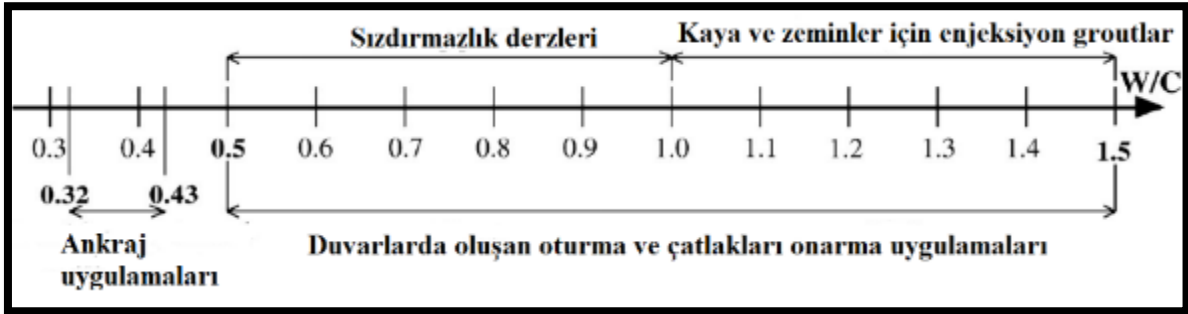 Sızdırmazlık derzleri
Kaya ve zeminler için enjeksiyon groutlar
W/C
0.3 0.4 0.5 0.6 0.7 0.8 0.9 1.0 1.1 1.2 1.3 1.4 1.5
0.32 0.43
Ankraj
uygulamaları
Duvarlarda oluşan oturma ve çatlakları onarma uygulamaları